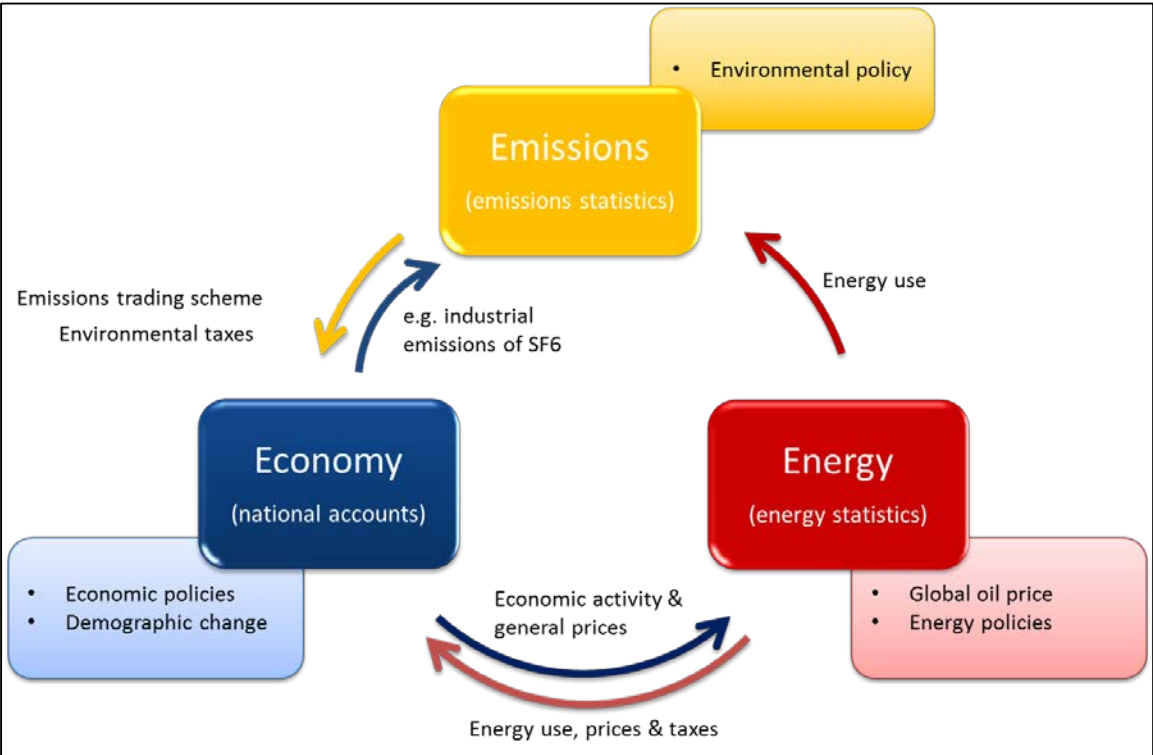 • Environmental policy
Emissions
(emissions statistics)
Energy use
Emissions trading scheme
Environmental taxes
e.g. industrial
emissions of SF6
Economy
(national accounts)
Energy
(energy statistics)
• Economic policies
• Demographic change
Economic activity &
general prices
• Global oil price
• Energy policies
Energy use, prices & taxes